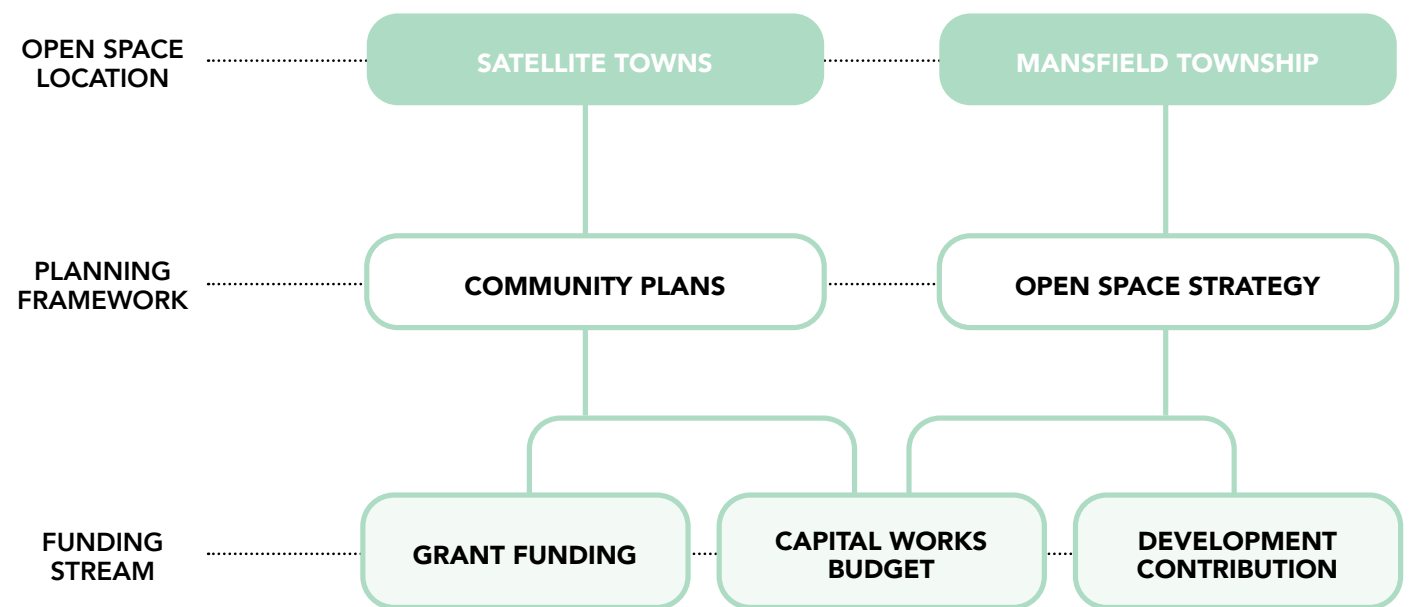 OPEN SPACE
LOCATION
SATELLITE TOWNS
MANSFIELD TOWNSHIP
PLANNING
FRAMEWORK
COMMUNITY PLANS
OPEN SPACE STRATEGY
FUNDING
STREAM
GRANT FUNDING
CAPITAL WORKS
BUDGET
DEVELOPMENT
CONTRIBUTION